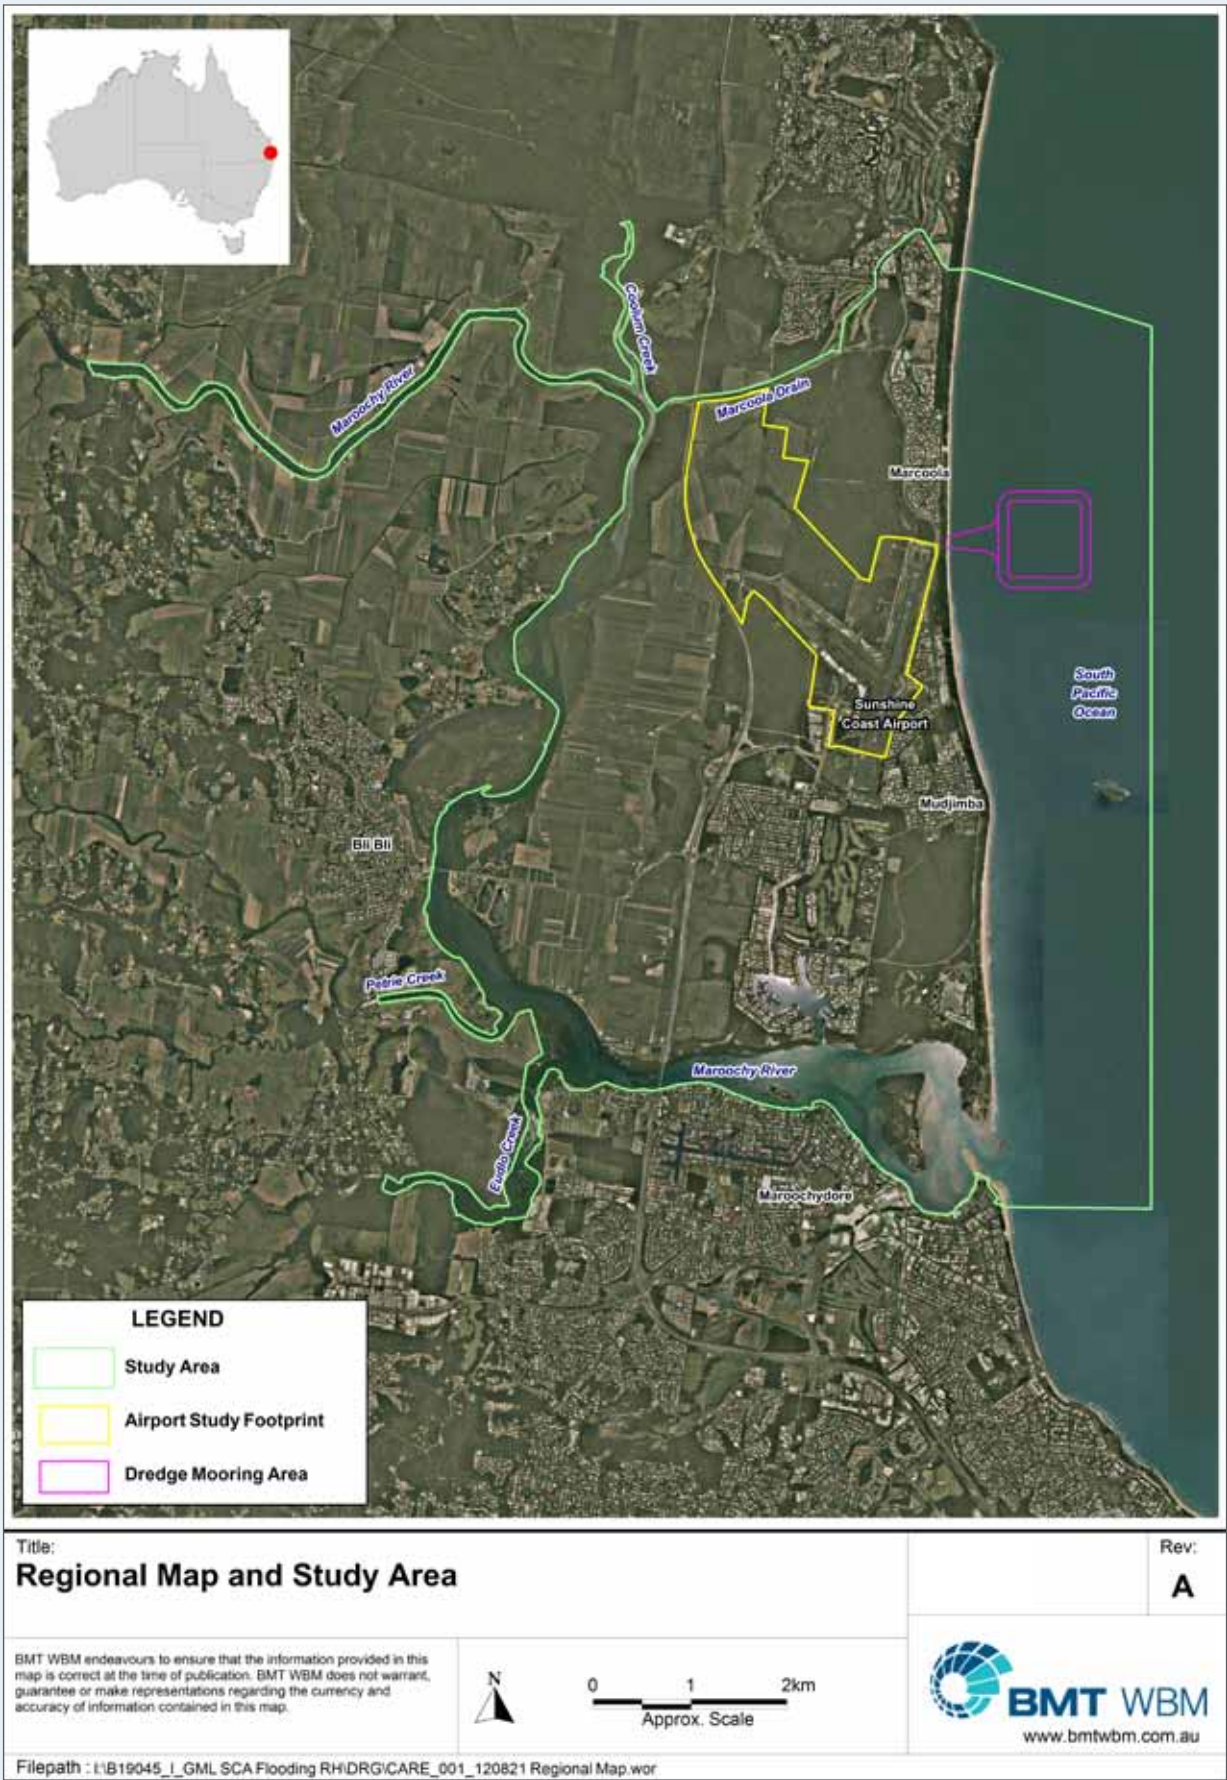 Coolum Creek
Maroochy River
Marcoola Drain
Marcoola
South
Pacific
Ocean
Sunshine
Coast Airport
Mudjimba
Bli Bli
Petrie Creek
Maroochy River
Eudlo Creek
Maroochydore
LEGEND
Study Area
Airport Study Footprint
Dredge Mooring Area
Title:
Regional Map and Study Area
Rev:
A
BMT WBM endeavours to ensure that the information provided in this
map is correct at the time of publication. BMT WBM does not warrant,
guarantee or make representations regarding the currency and
accuracy of information contained in this map.
N
0 1 2km
Approx. Scale
BMT WBM
www.bmtwbm.com.au
Filepath : I:\B19045_I_GML SCA Flooding RH\DRG\CARE_001_120821 Regional Map.wor